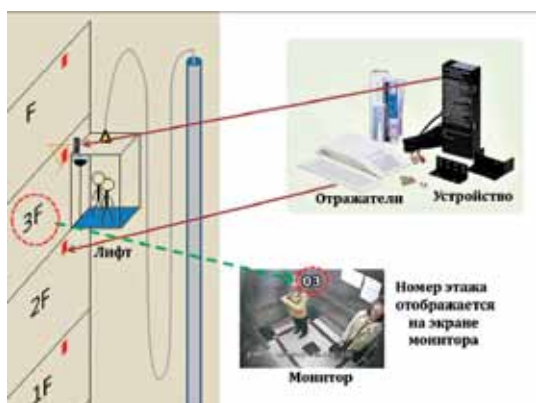 F
3F
2F
1F
Лифт
Отражатели
Устройство
03
Номер этажа
отображается
на экране
монитора
Монитор